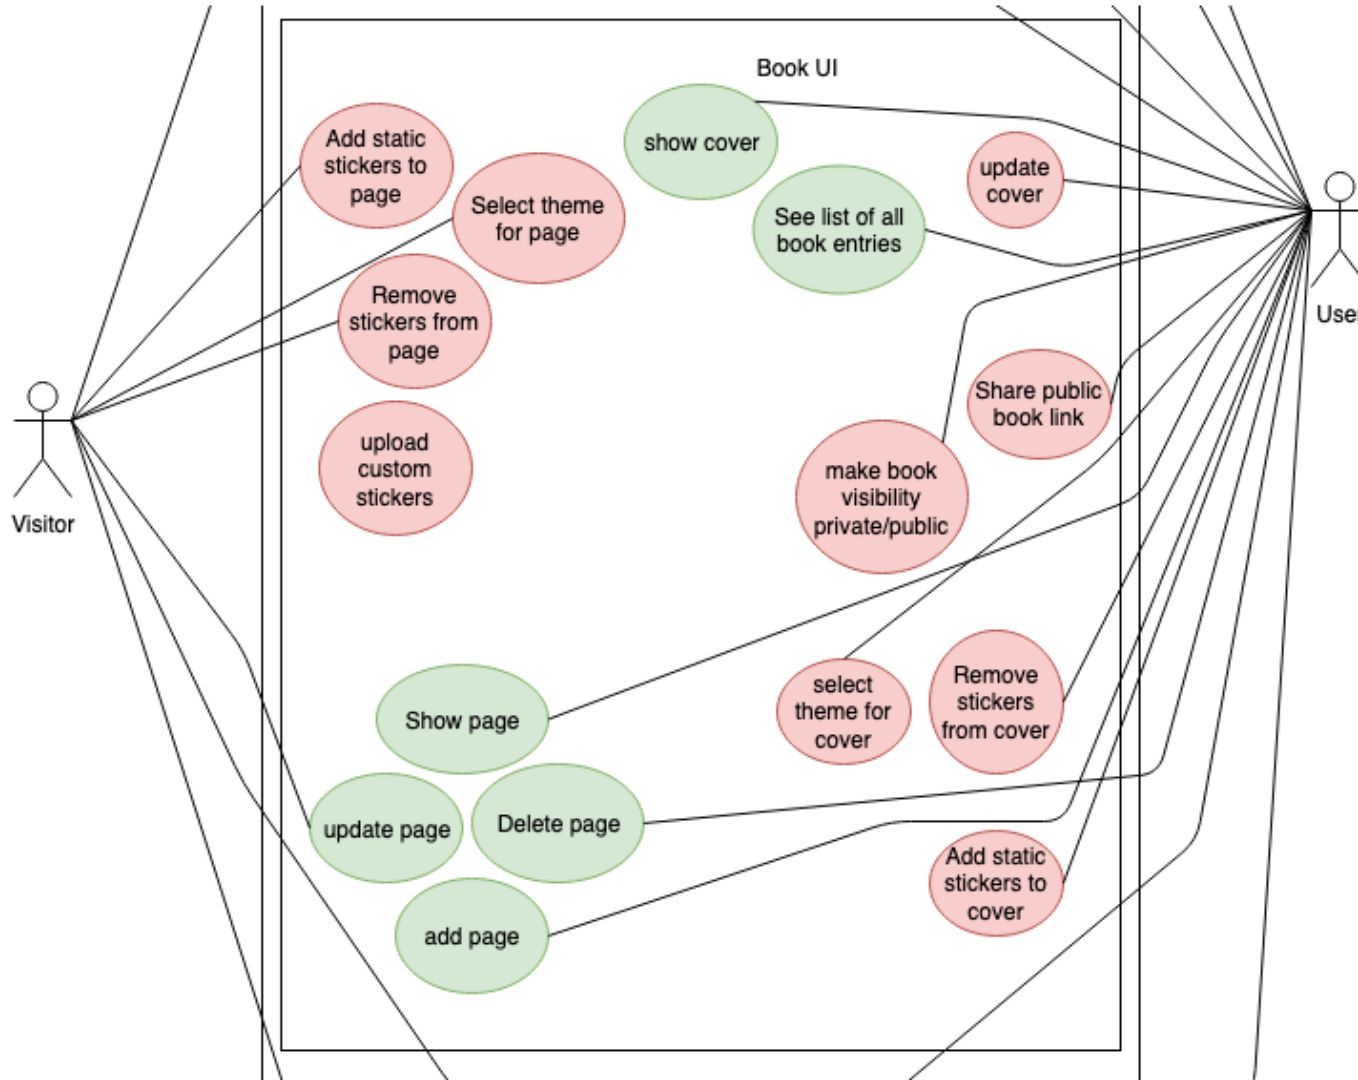 Book UI
Add static
stickers to
page
show cover
update
cover
Select theme
for page
See list of all
book entries
Remove
stickers from
page
Use
Share public
book link
upload
custom
stickers
make book
visibility
private/public
Visitor
Show page
select
theme for
cover
Remove
stickers
from cover
update page
Delete page
Add static
stickers to
cover
add page